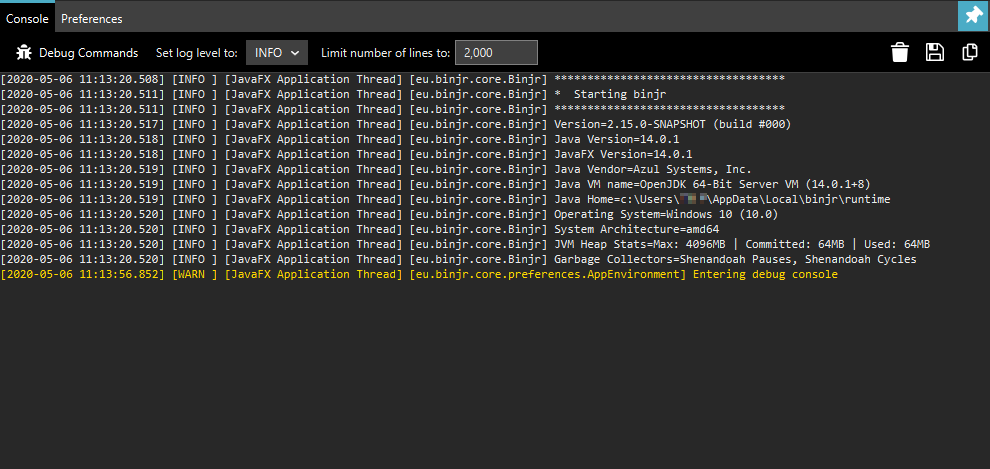 Console Preferences
Debug Commands Set log level to: INFO Limit number of lines to: 2,000
[2020-05-06 11:13:20.508] [INFO ] [JavaFX Application Thread] [eu.binjr.core.Binjr] ***********************************
[2020-05-06 11:13:20.511] [INFO ] [JavaFX Application Thread] [eu.binjr.core.Binjr] *  Starting binjr
[2020-05-06 11:13:20.511] [INFO ] [JavaFX Application Thread] [eu.binjr.core.Binjr] ***********************************
[2020-05-06 11:13:20.517] [INFO ] [JavaFX Application Thread] [eu.binjr.core.Binjr] Version=2.15.0-SNAPSHOT (build #000)
[2020-05-06 11:13:20.518] [INFO ] [JavaFX Application Thread] [eu.binjr.core.Binjr] Java Version=14.0.1
[2020-05-06 11:13:20.518] [INFO ] [JavaFX Application Thread] [eu.binjr.core.Binjr] JavaFX Version=14.0.1
[2020-05-06 11:13:20.519] [INFO ] [JavaFX Application Thread] [eu.binjr.core.Binjr] Java Vendor=Azul Systems, Inc.
[2020-05-06 11:13:20.519] [INFO ] [JavaFX Application Thread] [eu.binjr.core.Binjr] Java VM name=OpenJDK 64-Bit Server VM (14.0.1+8)
[2020-05-06 11:13:20.519] [INFO ] [JavaFX Application Thread] [eu.binjr.core.Binjr] Java Home=c:\Users\ \AppData\Local\binjr\runtime
[2020-05-06 11:13:20.520] [INFO ] [JavaFX Application Thread] [eu.binjr.core.Binjr] Operating System=Windows 10 (10.0)
[2020-05-06 11:13:20.520] [INFO ] [JavaFX Application Thread] [eu.binjr.core.Binjr] System Architecture=amd64
[2020-05-06 11:13:20.520] [INFO ] [JavaFX Application Thread] [eu.binjr.core.Binjr] JVM Heap Stats=Max: 4096MB | Committed: 64MB | Used: 64MB
[2020-05-06 11:13:20.520] [INFO ] [JavaFX Application Thread] [eu.binjr.core.Binjr] Garbage Collectors=Shenandoah Pauses, Shenandoah Cycles
[2020-05-06 11:13:56.852] [WARN ] [JavaFX Application Thread] [eu.binjr.core.preferences.AppEnvironment] Entering debug console